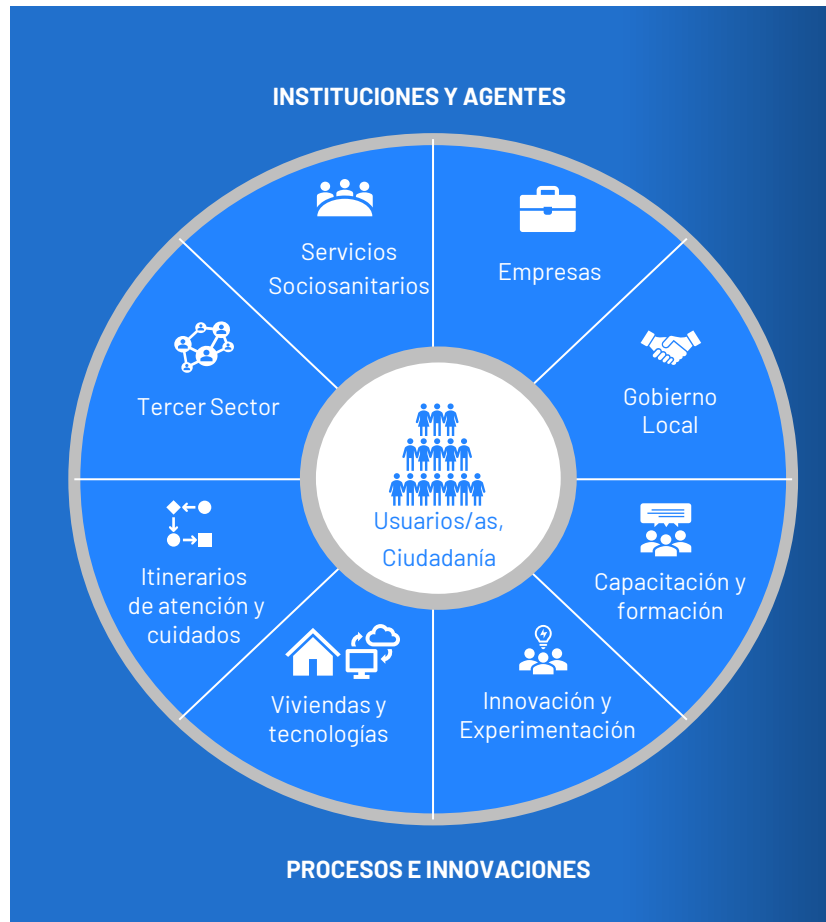 INSTITUCIONES Y AGENTES
Servicios
Sociosanitarios
Empresas
Tercer Sector
Gobierno
Local
Usuarios/as,
Ciudadanía
Itinerarios
de atención y
cuidados
Capacitación y
formación
Viviendas y
tecnologías
Innovación y
Experimentación
PROCESOS E INNOVACIONES